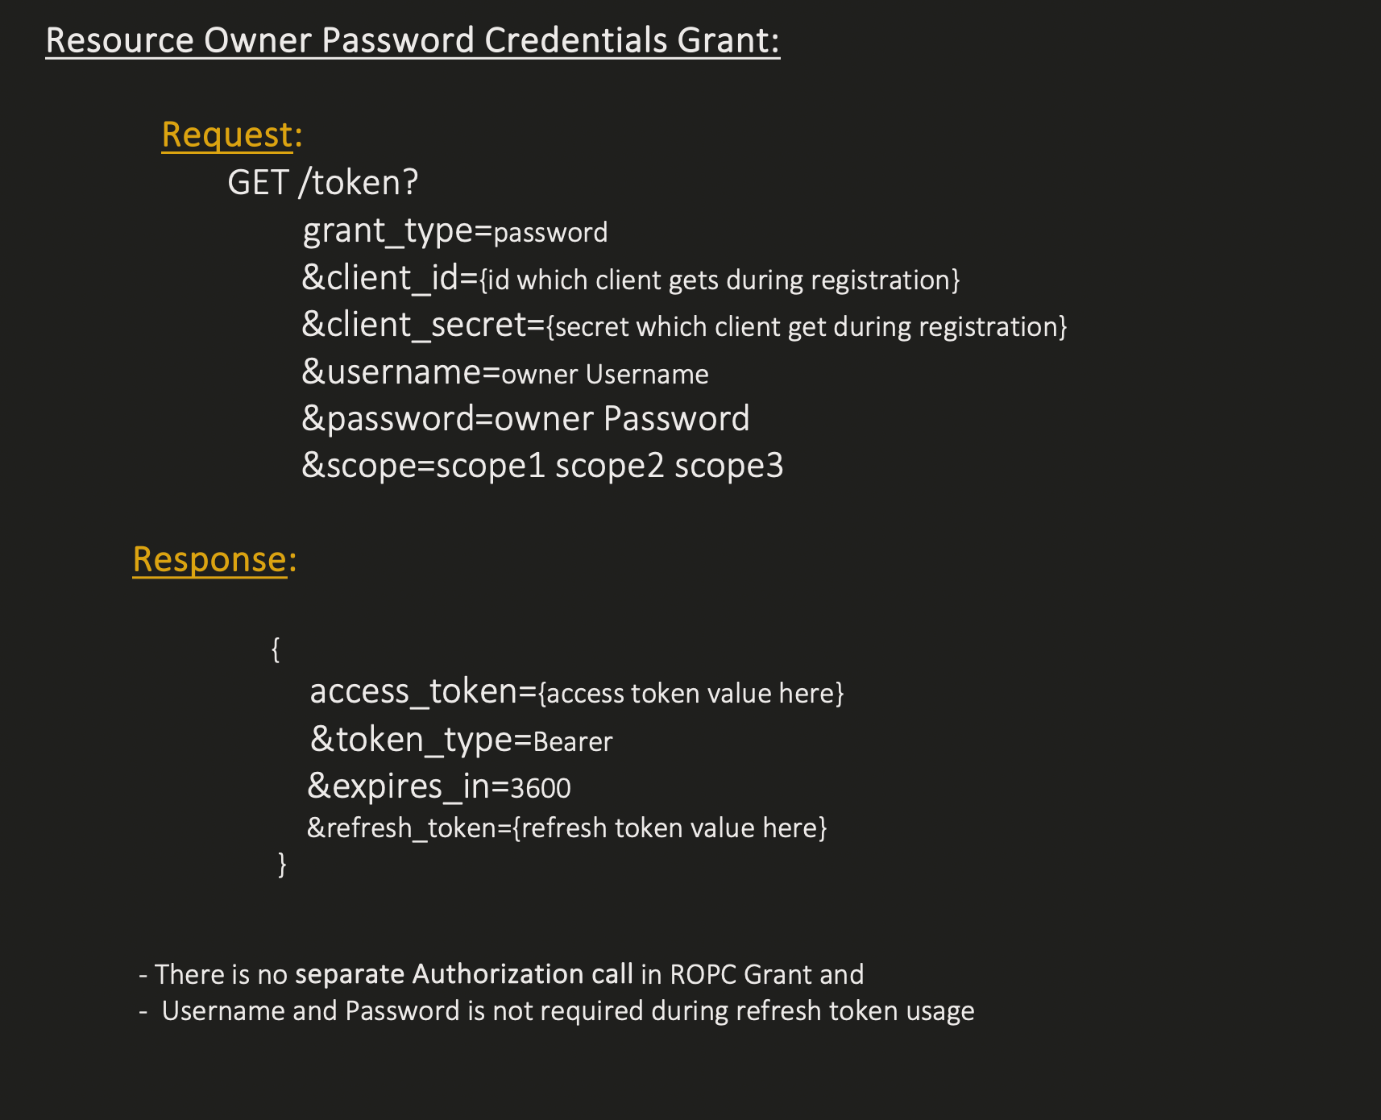 Resource Owner Password Credentials Grant:
Request:
GET /token?
grant_type=password
&client_id={id which client gets during registration}
&client_secret={secret which client get during registration}
&username=owner Username
&password=owner Password
&scope=scope1 scope2 scope3
Response:
{
access_token={access token value here}
&token_type=Bearer
&expires_in=3600
&refresh_token={refresh token value here}
}
- There is no separate Authorization call in ROPC Grant and
- Username and Password is not required during refresh token usage